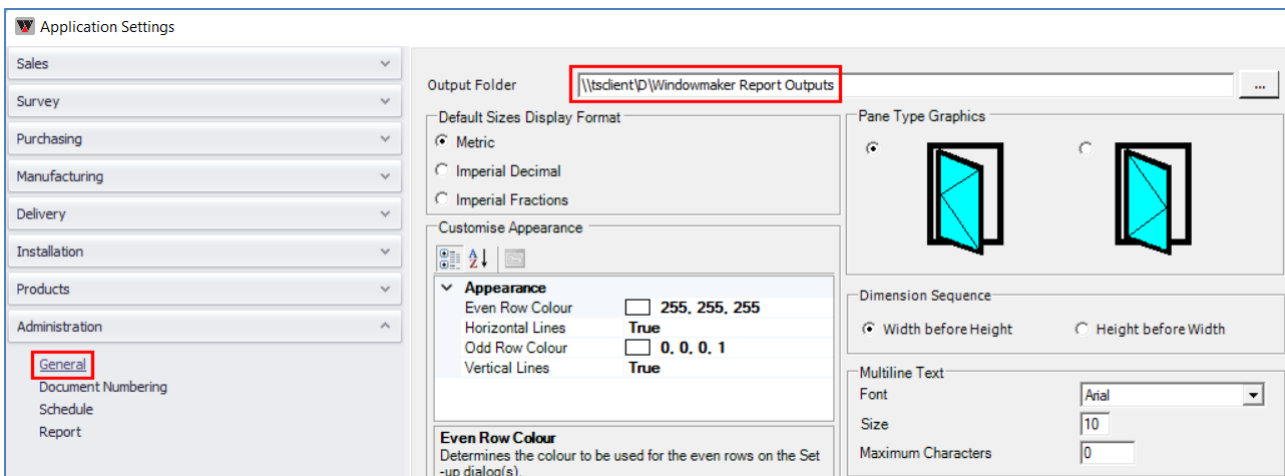 Application Settings
Sales
Survey
Purchasing
Manufacturing
Delivery
Installation
Products
Administration
General
Document Numbering
Schedule
Report
Output Folder
\\tsclient\D\Windowmaker Report Outputs
...
Default Sizes Display Format
Metric
Imperial Decimal
Imperial Fractions
Customise Appearance
Appearance
Even Row Colour 255, 255, 255
Horizontal Lines True
Odd Row Colour 0, 0, 0, 1
Vertical Lines True
Even Row Colour
Determines the colour to be used for the even rows on the Set
-up dialog(s).
Pane Type Graphics
Dimension Sequence
Width before Height
Height before Width
Multiline Text
Font Arial
Size 10
Maximum Characters 0